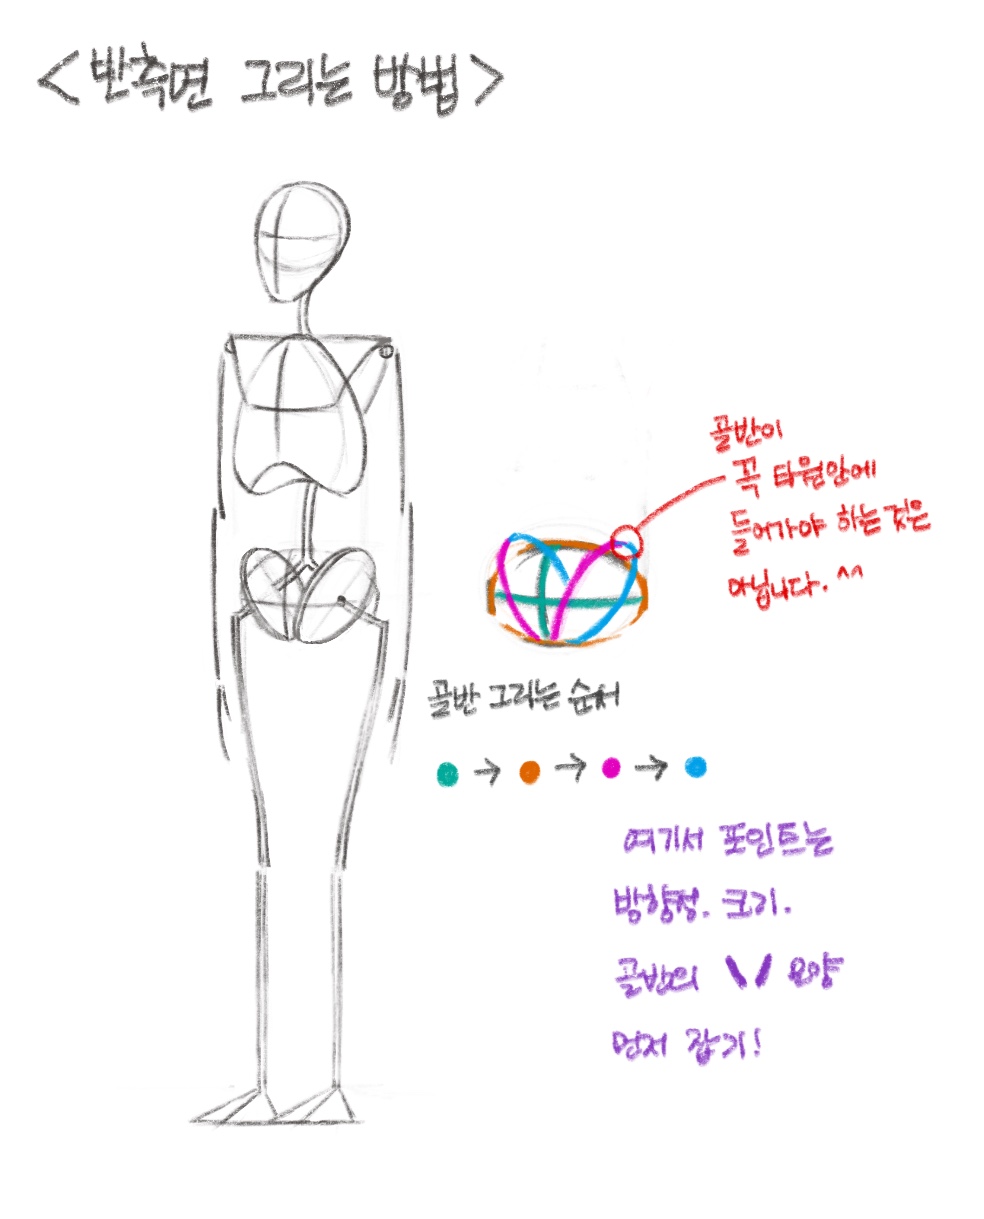 <반측면 그리는 방법>
골반이
꼭 타원안에
들어가야 하는 것은
아닙니다. ^^
골반 그리는 순서
→ → →
여기서 포인트는
방향성. 크기.
골반의 \/ 모양
먼저 잡기!